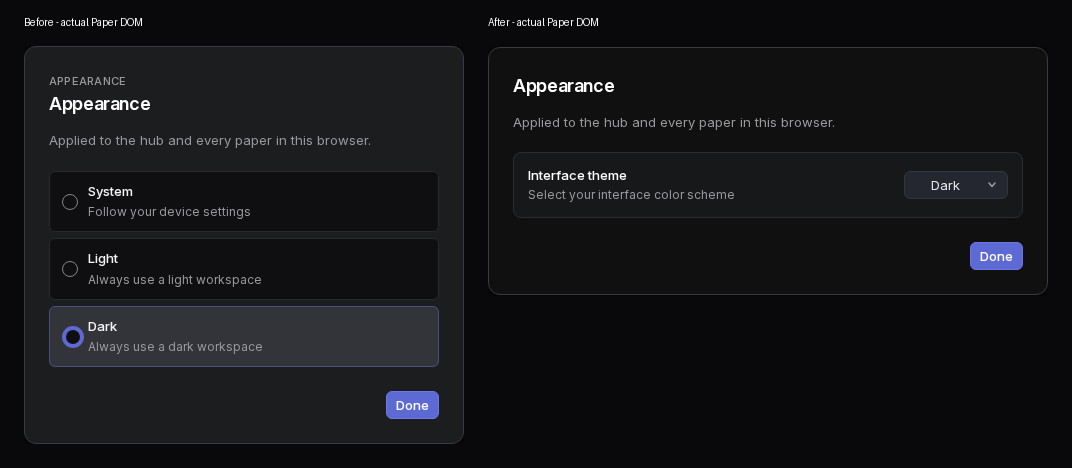 Before - actual Paper DOM
APPEARANCE
Appearance
Applied to the hub and every paper in this browser.
System
Follow your device settings
Light
Always use a light workspace
Dark
Always use a dark workspace
Done
After - actual Paper DOM
Appearance
Applied to the hub and every paper in this browser.
Interface theme
Select your interface color scheme
Dark
Done